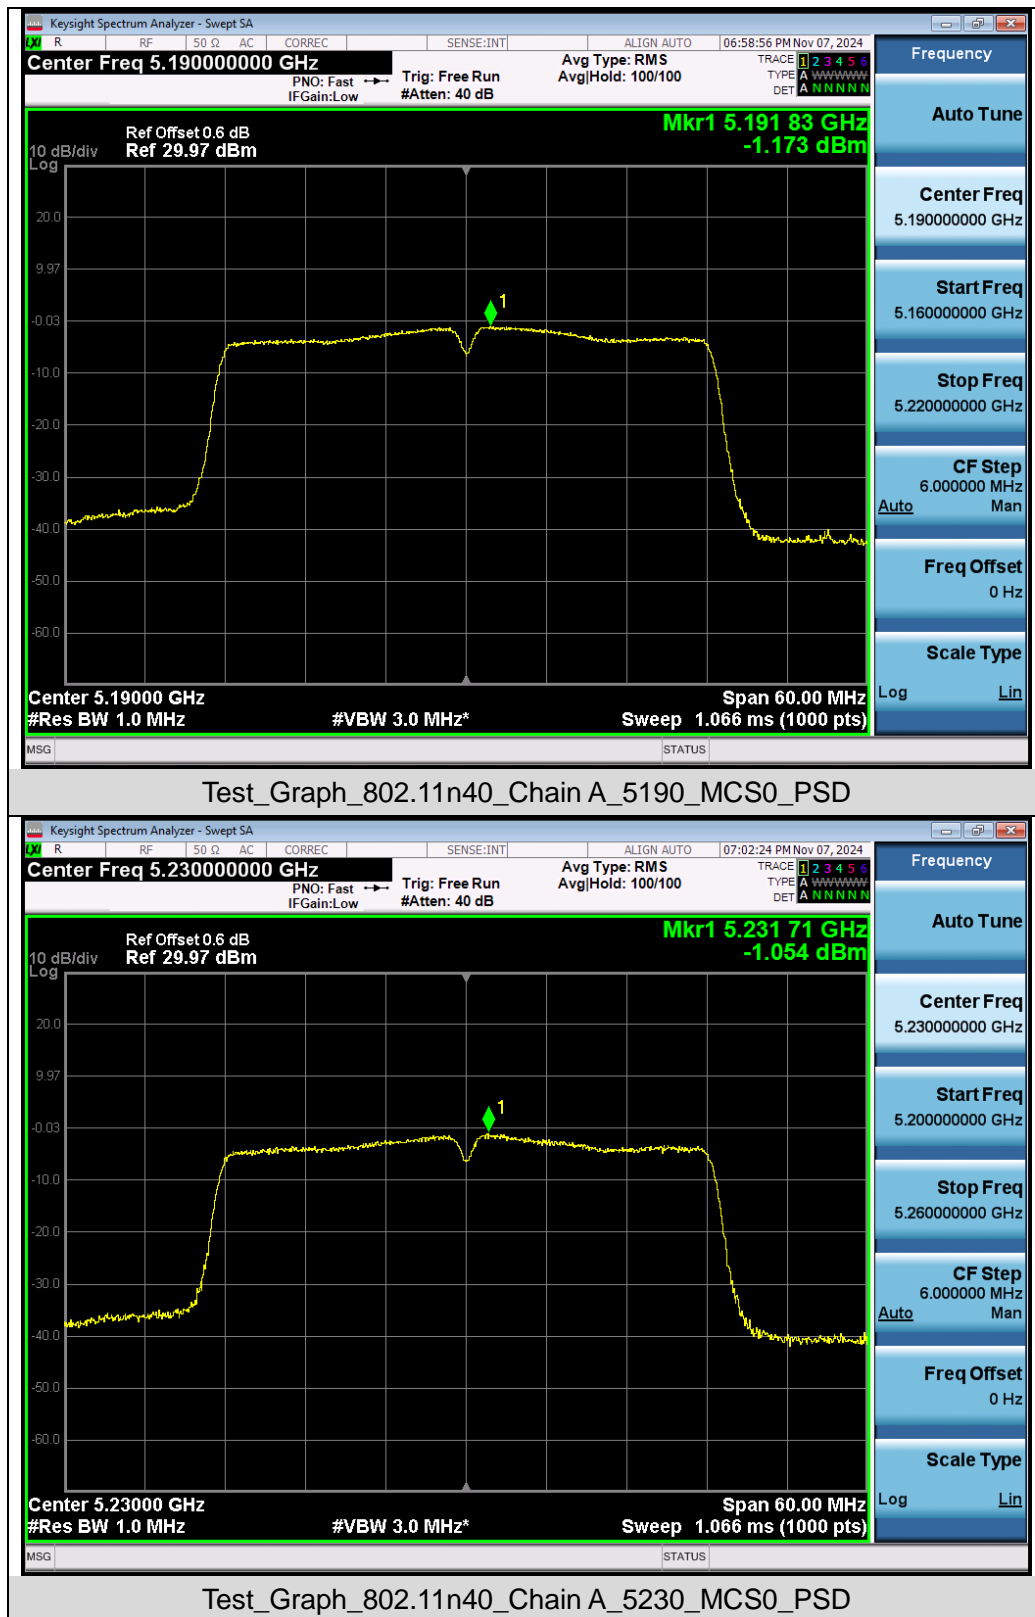 Keysight Spectrum Analyzer - Swept SA
LXI R RF 50 Ω AC CORREC SENSE:INT ALIGN AUTO 06:58:56 PM Nov 07, 2024
Center Freq 5.190000000 GHz Avg Type: RMS TRACE 1 2 3 4 5 6
PNO: Fast Trig: Free Run Avg|Hold: 100/100 TYPE A WWWWW
IFGain:Low #Atten: 40 dB DET A N N N N N
Mkr1 5.191 83 GHz
-1.173 dBm
Ref Offset 0.6 dB
10 dB/div Ref 29.97 dBm
Log
20.0
9.97
1
-0.03
-10.0
-20.0
-30.0
-40.0
-50.0
-60.0
Center 5.19000 GHz Span 60.00 MHz
#Res BW 1.0 MHz #VBW 3.0 MHz* Sweep 1.066 ms (1000 pts)
MSG STATUS
Frequency
Auto Tune
Center Freq
5.190000000 GHz
Start Freq
5.160000000 GHz
Stop Freq
5.220000000 GHz
CF Step
6.000000 MHz
Auto Man
Freq Offset
0 Hz
Scale Type
Log Lin
Test_Graph_802.11n40_Chain A_5190_MCS0_PSD
Keysight Spectrum Analyzer - Swept SA
LXI R RF 50 Ω AC CORREC SENSE:INT ALIGN AUTO 07:02:24 PM Nov 07, 2024
Center Freq 5.230000000 GHz Avg Type: RMS TRACE 1 2 3 4 5 6
PNO: Fast Trig: Free Run Avg|Hold: 100/100 TYPE A WWWWW
IFGain:Low #Atten: 40 dB DET A N N N N N
Mkr1 5.231 71 GHz
-1.054 dBm
Ref Offset 0.6 dB
10 dB/div Ref 29.97 dBm
Log
20.0
9.97
1
-0.03
-10.0
-20.0
-30.0
-40.0
-50.0
-60.0
Center 5.23000 GHz Span 60.00 MHz
#Res BW 1.0 MHz #VBW 3.0 MHz* Sweep 1.066 ms (1000 pts)
MSG STATUS
Frequency
Auto Tune
Center Freq
5.230000000 GHz
Start Freq
5.200000000 GHz
Stop Freq
5.260000000 GHz
CF Step
6.000000 MHz
Auto Man
Freq Offset
0 Hz
Scale Type
Log Lin
Test_Graph_802.11n40_Chain A_5230_MCS0_PSD